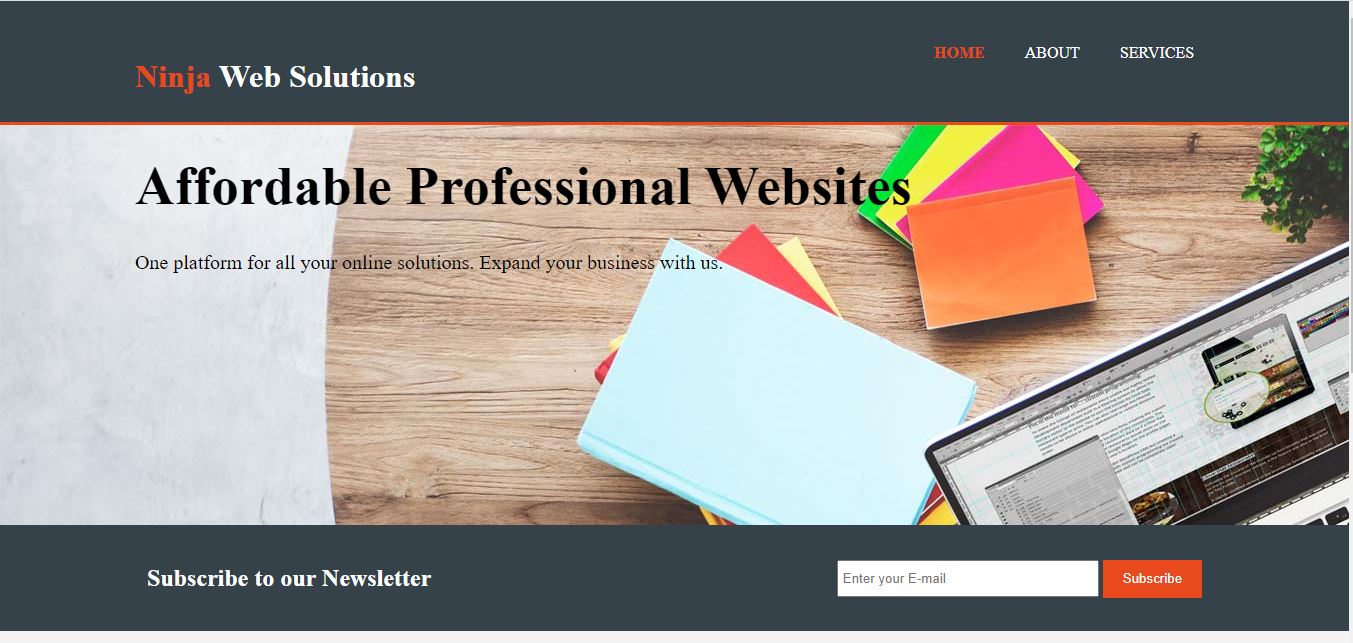 Ninja Web Solutions
HOME ABOUT SERVICES
Affordable Professional Websites
One platform for all your online solutions. Expand your business with us.
Subscribe to our Newsletter
Enter your E-mail
Subscribe